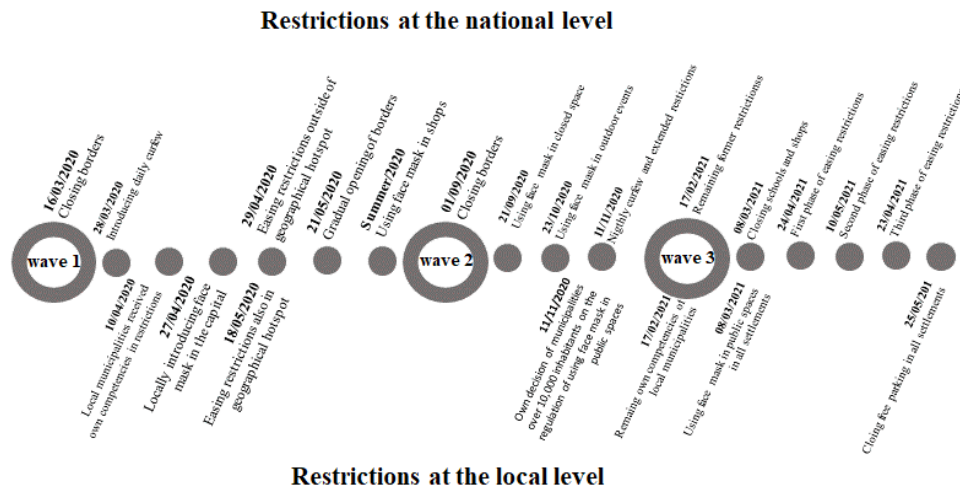 Restrictions at the national level
16/03/2020
Closing borders
28/03/2020
Introducing daily curfew
29/04/2020
Easing restrictions outside of
geographical hotspot
21/05/2020
Gradual opening of borders
Summer/2020
Using face mask in shops
01/09/2020
Closing borders
21/09/2020
Using face mask in closed space
23/10/2020
Using face mask in outdoor events
11/11/2020
Nigthly curfew and extended restictions
17/02/2021
Remaining former restrictionss
08/03/2021
Closing schools and shops
24/04/2021
First phase of easing restrictions
10/05/2021
Second phase of easing restrictions
23/04/2021
Third phase of easing restrictions
wave 1
wave 2
wave 3
10/04/2020
Local municipalities received
own competencies in restrictions
27/04/2020
Locally introducing face
mask in the capital
18/05/2020
Easing restrictions also in
geographical hotspot
11/11/2020
Own decision of municipalities
over 10,000 inhabitants on the
regulation of using face mask in
public spaces
17/02/2021
Remaing own competencies of
local municipalities
08/03/2021
Using face mask in public spaces
in all settlements
25/05/201
Cloing free parking in all settlements
Restrictions at the local level